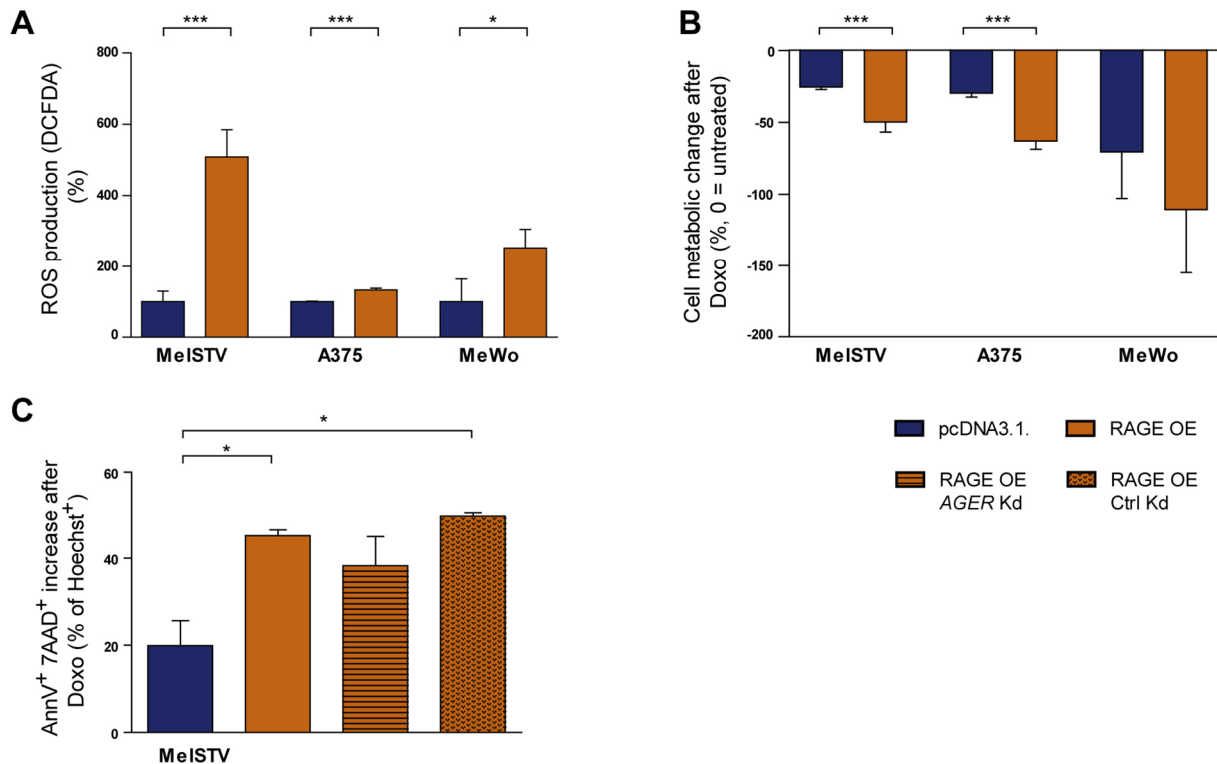 A
***
***
*
ROS production (DCFDA)
(%)
800
600
400
200
0
MelSTV
A375
MeWo
B
***
***
Cell metabolic change after
Doxo (%, 0 = untreated)
0
-50
-100
-150
-200
MelSTV
A375
MeWo
C
*
*
AnnV+ 7AAD+ increase after
Doxo (% of Hoechst+)
60
40
20
0
MelSTV
pcDNA3.1.
RAGE OE
RAGE OE
AGER Kd
RAGE OE
Ctrl Kd